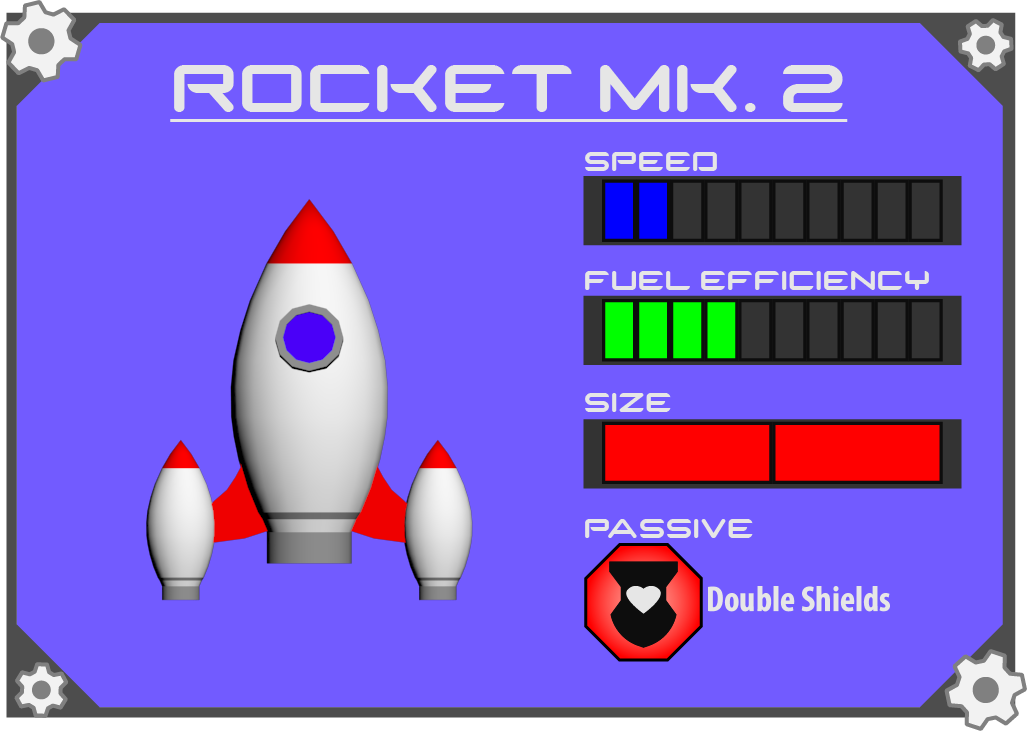 ROCKET MK. 2
SPEED
FUEL EFFICIENCY
SIZE
PASSIVE
Double Shields